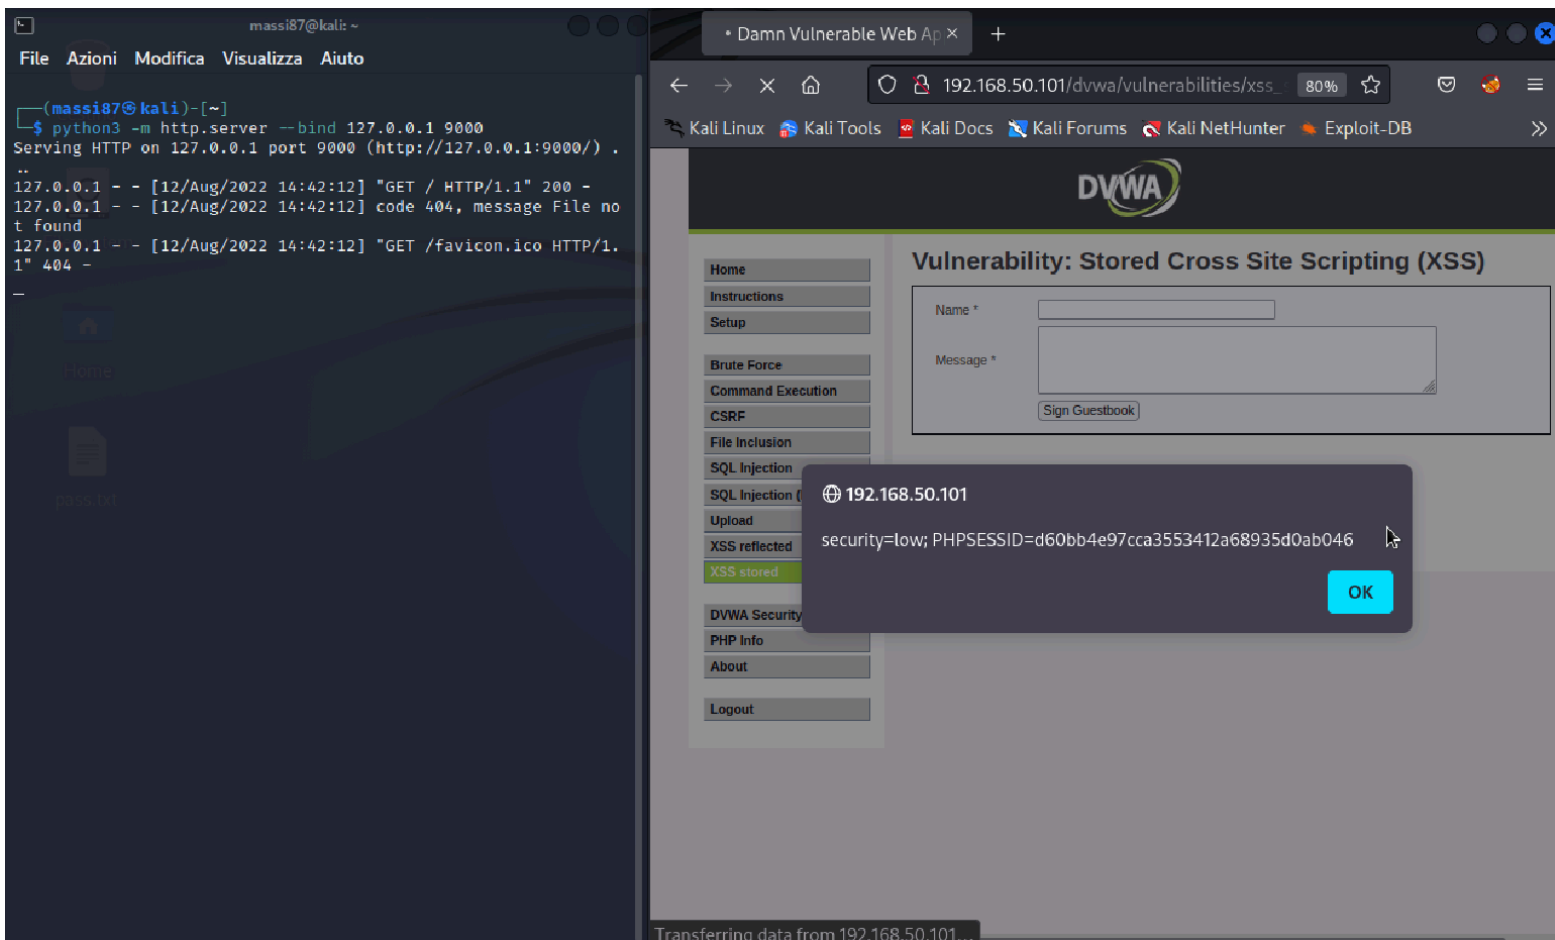 massi87@kali: ~
File Azioni Modifica Visualizza Aiuto
(massi87㉿kali)-[~]
$ python3 -m http.server --bind 127.0.0.1 9000
Serving HTTP on 127.0.0.1 port 9000 (http://127.0.0.1:9000/) .
..
127.0.0.1 - - [12/Aug/2022 14:42:12] "GET / HTTP/1.1" 200 -
127.0.0.1 - - [12/Aug/2022 14:42:12] code 404, message File no
t found
127.0.0.1 - - [12/Aug/2022 14:42:12] "GET /favicon.ico HTTP/1.
1" 404 -
Home
pass.txt
• Damn Vulnerable Web Ap
192.168.50.101/dvwa/vulnerabilities/xss_ 80%
Kali Linux Kali Tools Kali Docs Kali Forums Kali NetHunter Exploit-DB
DVWA
Home
Instructions
Setup
Brute Force
Command Execution
CSRF
File Inclusion
SQL Injection
SQL Injection (
Upload
XSS reflected
XSS stored
DVWA Security
PHP Info
About
Logout
Vulnerability: Stored Cross Site Scripting (XSS)
Name *
Message *
Sign Guestbook
192.168.50.101
security=low; PHPSESSID=d60bb4e97cca3553412a68935d0ab046
OK
Transferring data from 192.168.50.101...